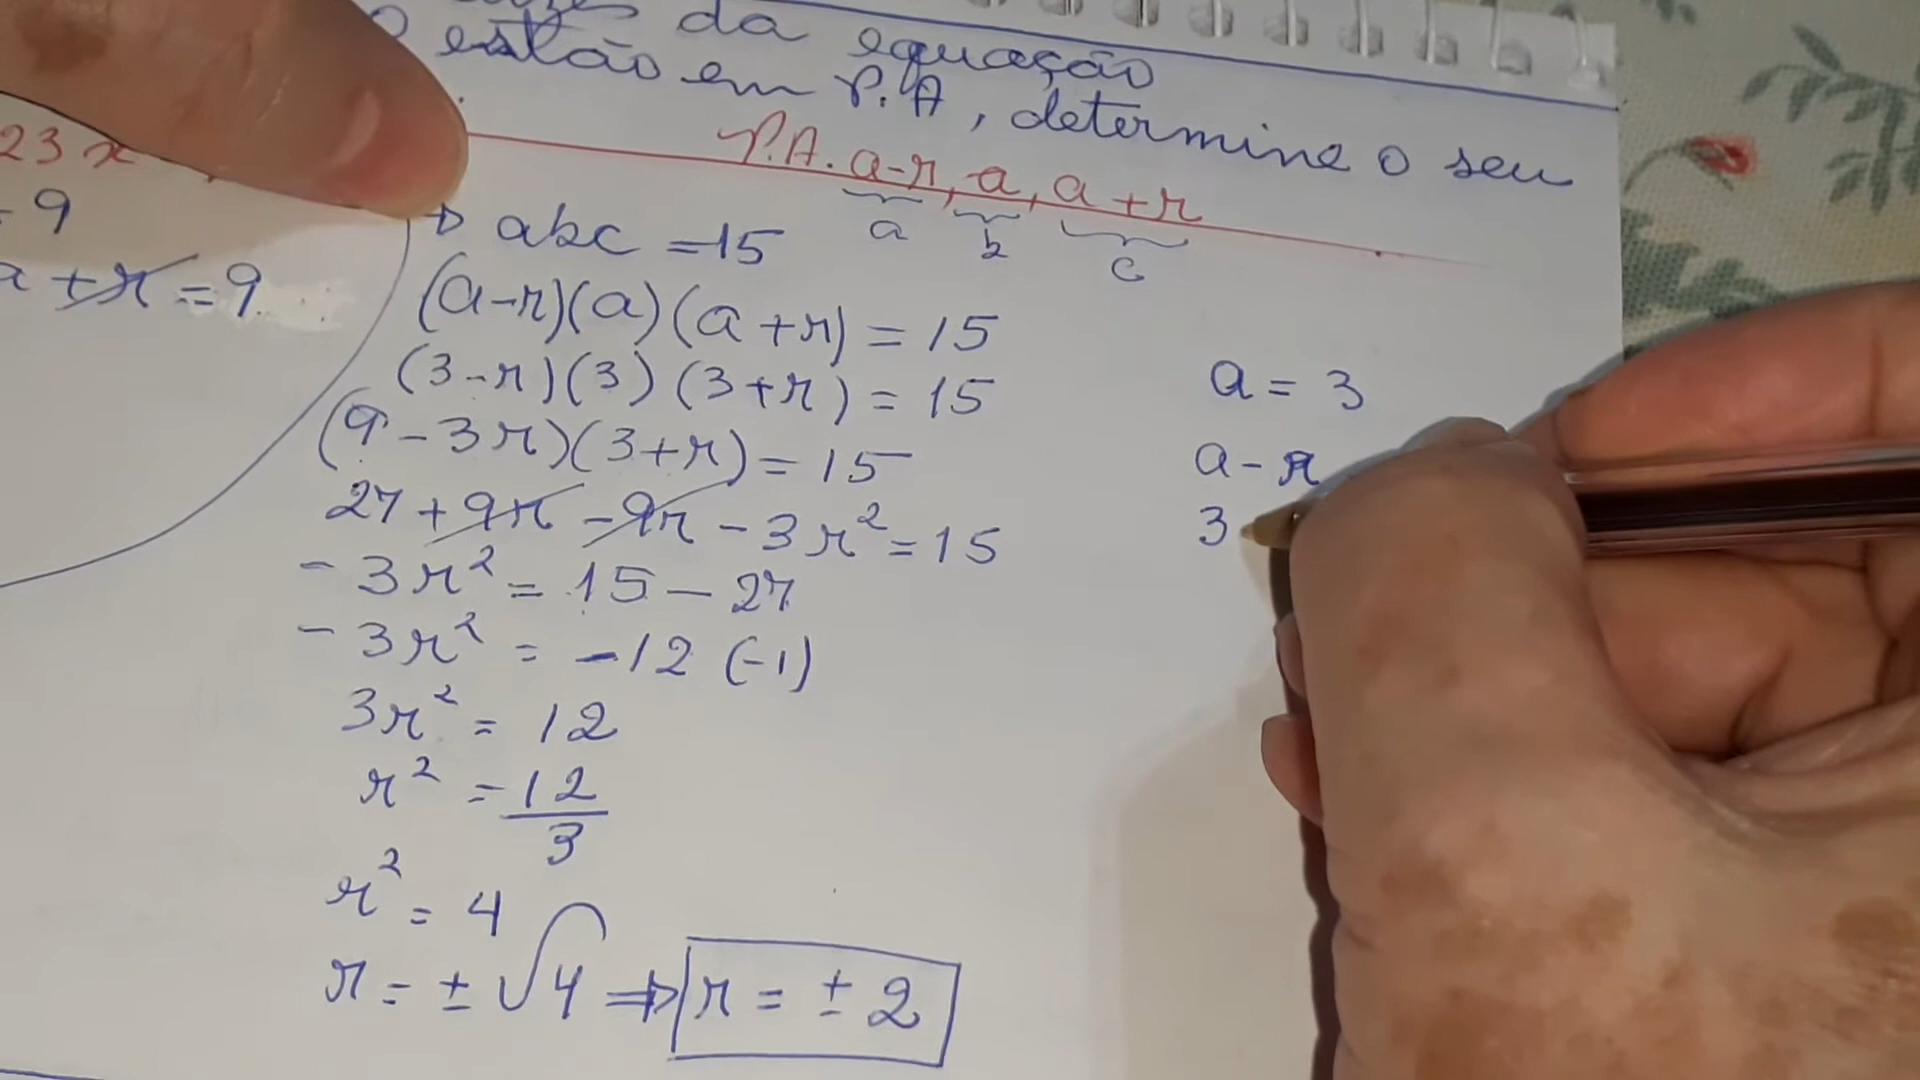 da equação
estão em P.A, determine o seu
P.A. a-r, a, a+r
a b c
23x
= 9
a + r = 9
abc = 15
(a-r)(a)(a+r) = 15
(3-r)(3)(3+r) = 15
(9-3r)(3+r) = 15
27 + 9r - 9r - 3r² = 15
-3r² = 15 - 27
-3r² = -12 (-1)
3r² = 12
r² = 12/3
r² = 4
r = ± √4 ⇒ r = ± 2
a = 3
a - r
3